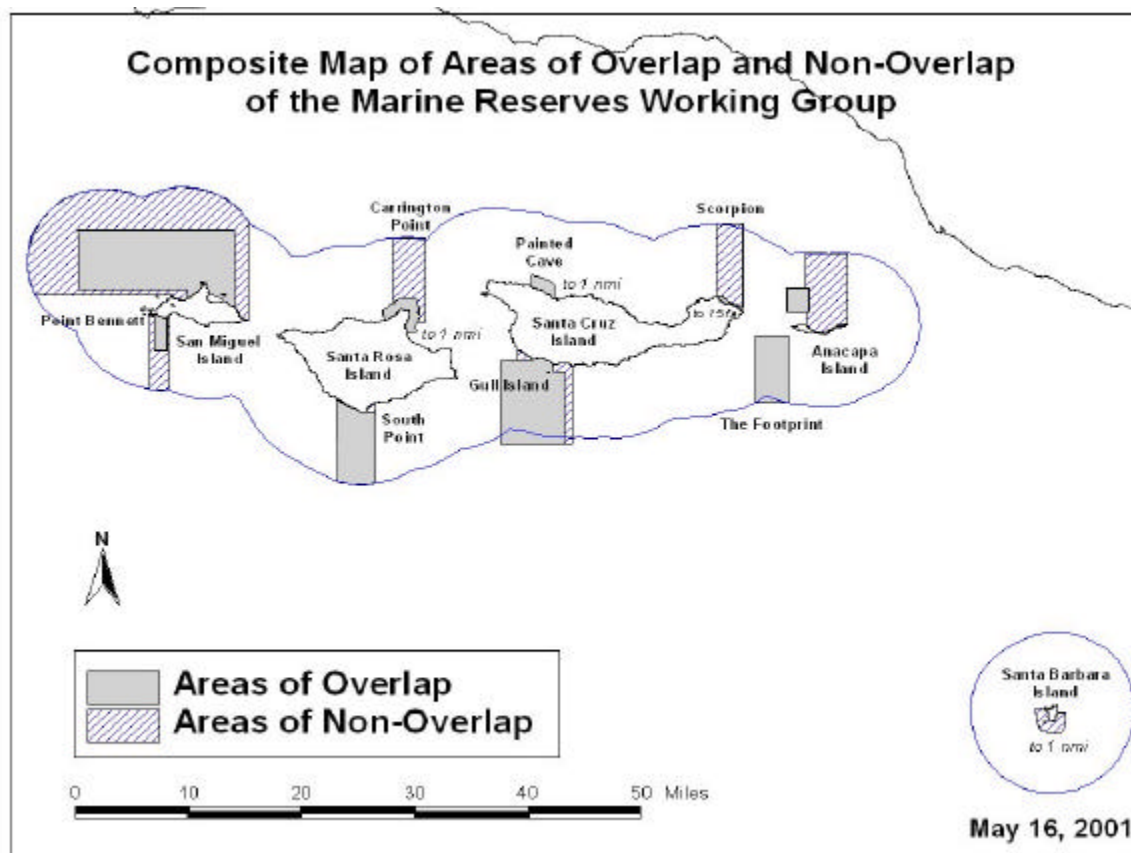 Composite Map of Areas of Overlap and Non-Overlap
of the Marine Reserves Working Group
Carrington
Point
Scorpion
Painted
Cave
to 1 nmi
Point Bennett
San Miguel
Island
to 1 nmi
Santa Rosa
Island
Santa Cruz
Island
Anacapa
Island
Gull Island
South
Point
The Footprint
N
Areas of Overlap
Areas of Non-Overlap
0 10 20 30 40 50 Miles
Santa Barbara
Island
to 1 nmi
May 16, 2001